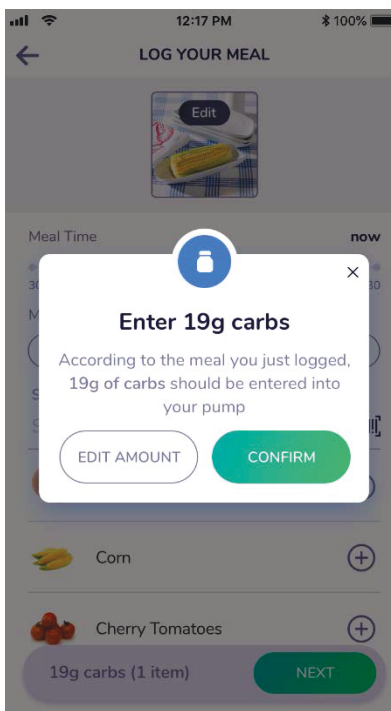 12:17 PM
100%
LOG YOUR MEAL
Edit
Meal Time
now
30
30
M
Enter 19g carbs
According to the meal you just logged,
19g of carbs should be entered into
your pump
S
S
EDIT AMOUNT
CONFIRM
Corn
Cherry Tomatoes
19g carbs (1 item)
NEXT